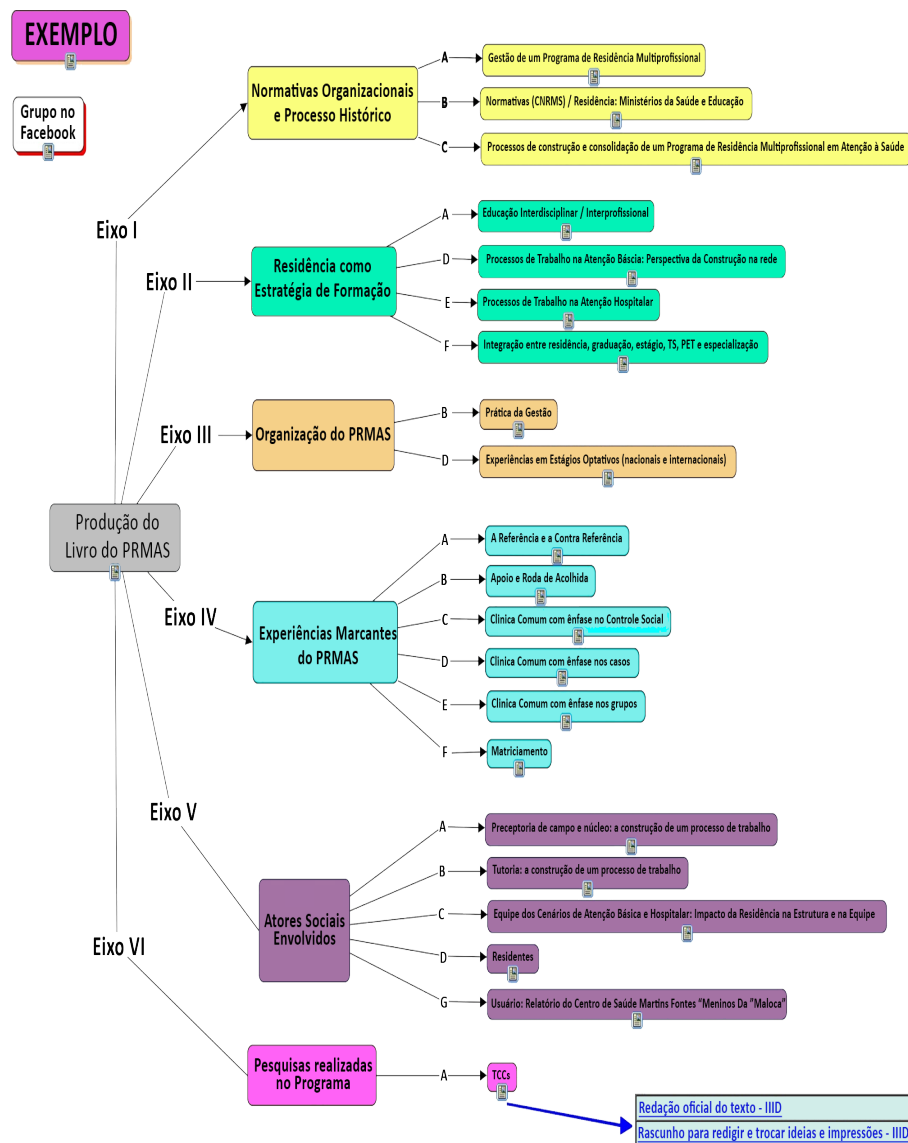 EXEMPLO
Grupo no
Facebook
Produção do
Livro do PRMAS
Eixo I
Normativas Organizacionais
e Processo Histórico
A
Gestão de um Programa de Residência Multiprofissional
B
Normativas (CNRMS) / Residência: Ministérios da Saúde e Educação
C
Processos de construção e consolidação de um Programa de Residência Multiprofissional em Atenção à Saúde
Eixo II
Residência como
Estratégia de Formação
A
Educação Interdisciplinar / Interprofissional
D
Processos de Trabalho na Atenção Báscia: Perspectiva da Construção na rede
E
Processos de Trabalho na Atenção Hospitalar
F
Integração entre residência, graduação, estágio, TS, PET e especialização
Eixo III
Organização do PRMAS
B
Prática da Gestão
D
Experiências em Estágios Optativos (nacionais e internacionais)
Eixo IV
Experiências Marcantes
do PRMAS
A
A Referência e a Contra Referência
B
Apoio e Roda de Acolhida
C
Clinica Comum com ênfase no Controle Social
D
Clinica Comum com ênfase nos casos
E
Clinica Comum com ênfase nos grupos
F
Matriciamento
Eixo V
Atores Sociais
Envolvidos
A
Preceptoria de campo e núcleo: a construção de um processo de trabalho
B
Tutoria: a construção de um processo de trabalho
C
Equipe dos Cenários de Atenção Básica e Hospitalar: Impacto da Residência na Estrutura e na Equipe
D
Residentes
G
Usuário: Relatório do Centro de Saúde Martins Fontes “Meninos Da “Maloca”
Eixo VI
Pesquisas realizadas
no Programa
A
TCCs
Redação oficial do texto - IIID
Rascunho para redigir e trocar ideias e impressões - IIID